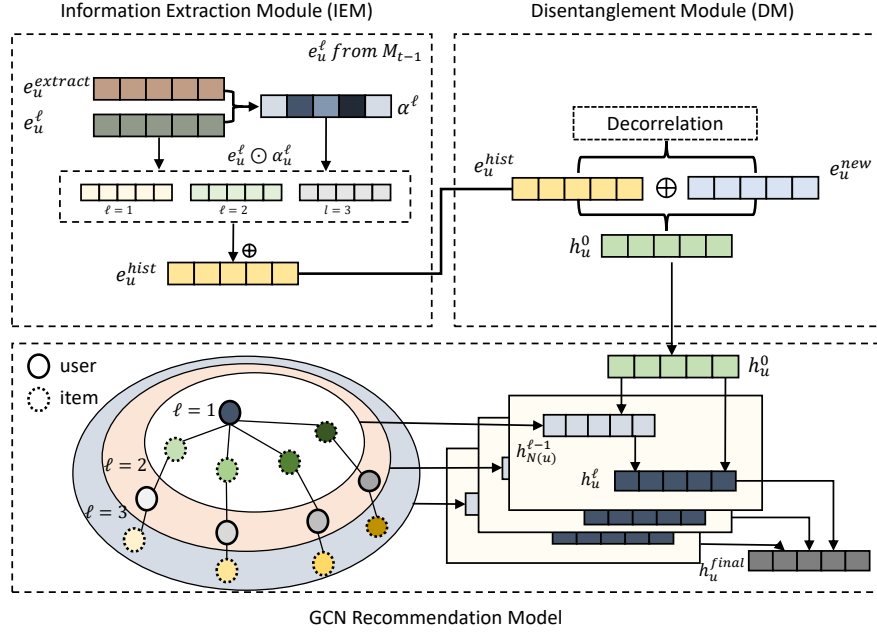 Information Extraction Module (IEM)
Disentanglement Module (DM)
e_u^ℓ from M_{t−1}
e_u^{extract}
e_u^ℓ
α^ℓ
e_u^ℓ ⊙ α_u^ℓ
ℓ = 1
ℓ = 2
l = 3
⊕
e_u^{hist}
Decorrelation
e_u^{hist}
⊕
e_u^{new}
h_u^0
user
item
ℓ = 1
ℓ = 2
ℓ = 3
h_u^0
h_{N(u)}^{ℓ−1}
h_u^ℓ
h_u^{final}
GCN Recommendation Model